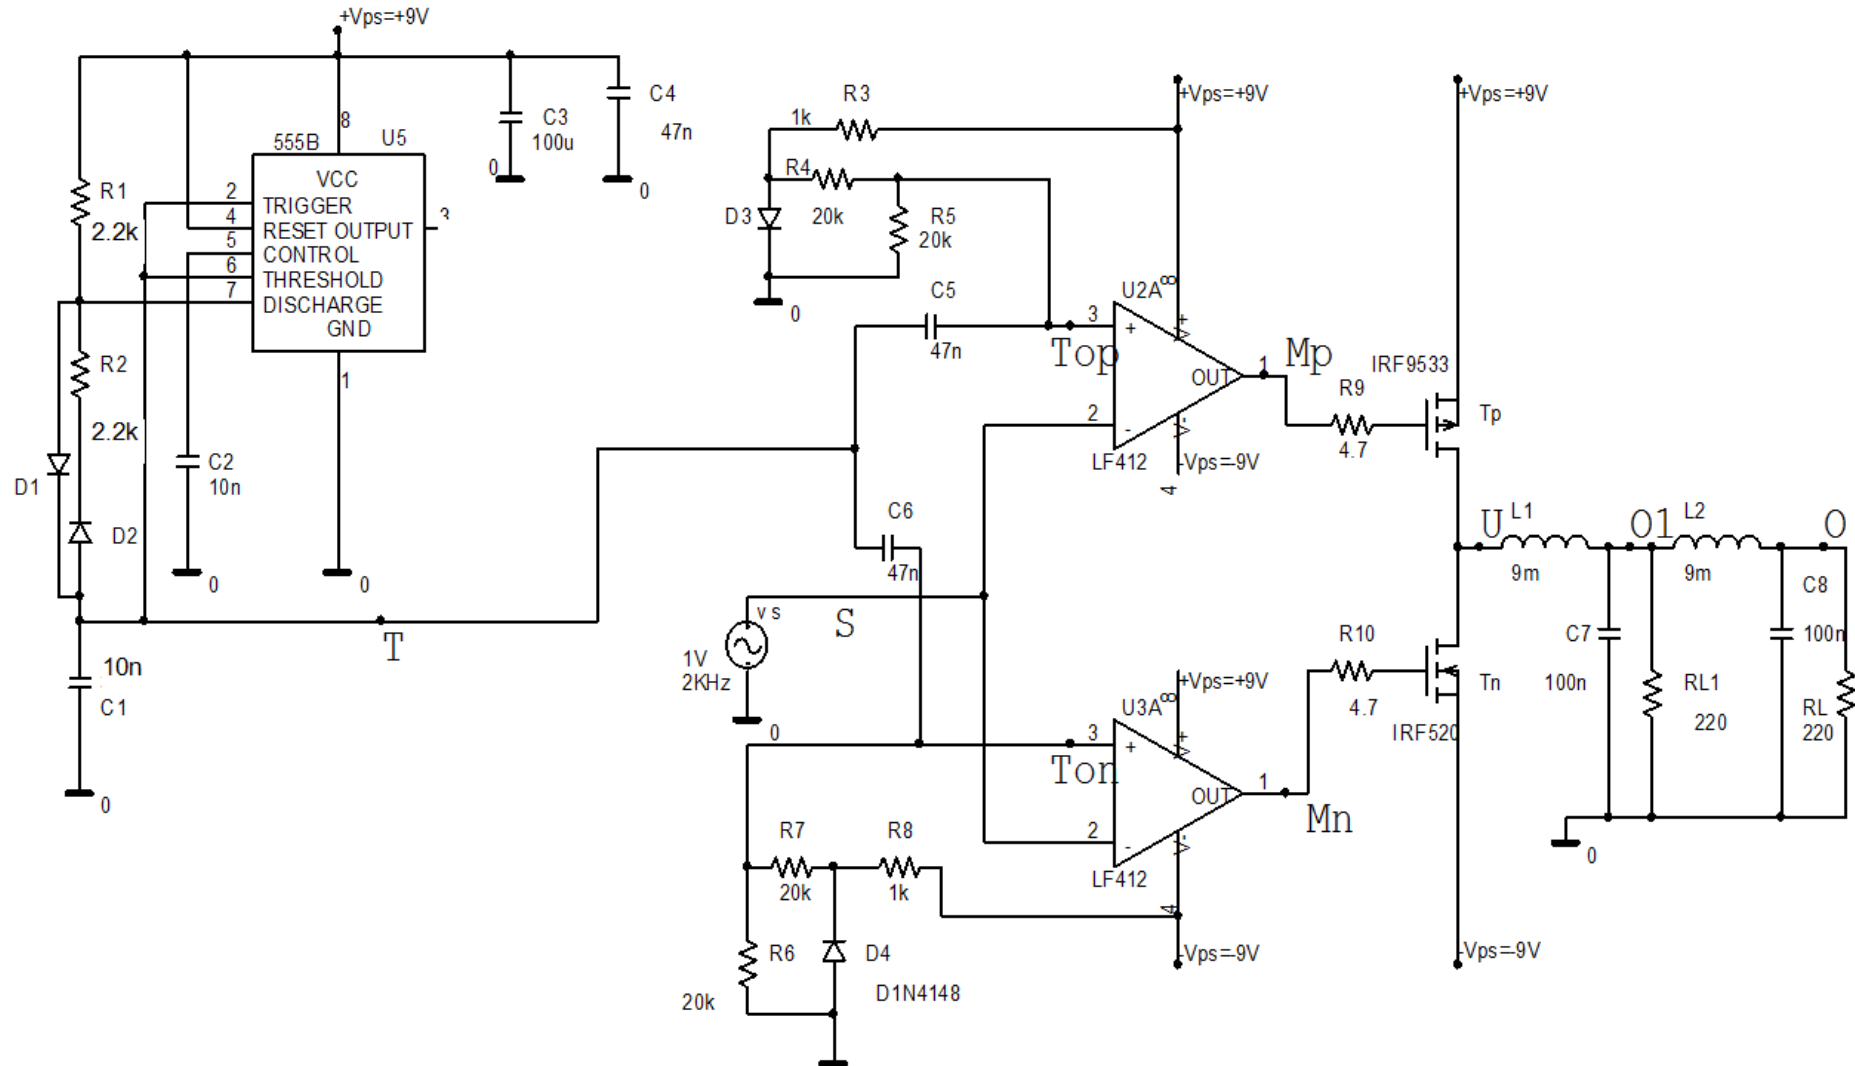 +Vps=+9V
555B
U5
8
VCC
2
TRIGGER
4
RESET OUTPUT
3
5
CONTROL
6
THRESHOLD
7
DISCHARGE
GND
1
0
R1
2.2k
R2
2.2k
D1
D2
C2
10n
0
C3
100u
0
C4
47n
0
T
10n
C1
0
R3
1k
R4
20k
D3
R5
20k
0
+Vps=+9V
C5
47n
Top
U2A
8
3
+
V+
2
-
V-
OUT
1
LF412
-Vps=-9V
4
Mp
C6
47n
vs
S
1V
2KHz
0
Ton
U3A
+Vps=+9V
8
3
+
V+
2
-
V-
OUT
1
LF412
4
-Vps=-9V
Mn
R7
20k
R8
1k
R6
20k
D4
D1N4148
+Vps=+9V
IRF9533
R9
4.7
Tp
R10
4.7
Tn
IRF520
-Vps=-9V
U
L1
9m
O1
L2
9m
O
C7
100n
RL1
220
C8
100n
RL
220
0